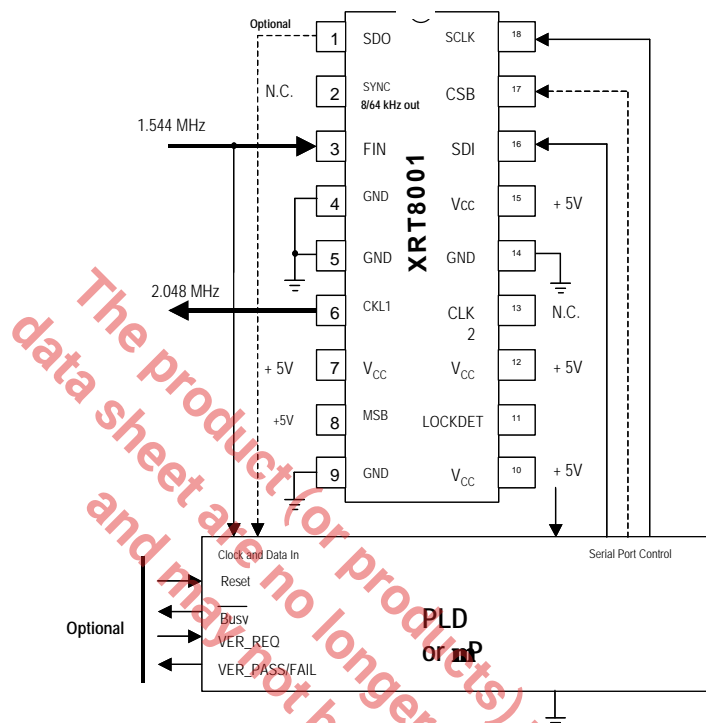 Optional
1 SDO SCLK 18
N.C. 2 SYNC 8/64 kHz out CSB 17
1.544 MHz
3 FIN SDI 16
4 GND Vcc 15 + 5V
XRT8001
5 GND GND 14
2.048 MHz
6 CKL1 CLK 2 13 N.C.
+ 5V 7 VCC VCC 12 + 5V
+5V 8 MSB LOCKDET 11
9 GND VCC 10 + 5V
Clock and Data In Serial Port Control
Reset
Busy
Optional
VER_REQ
VER_PASS/FAIL
PLD
or mP
The product (or products)
data sheet are no longer
and may not b